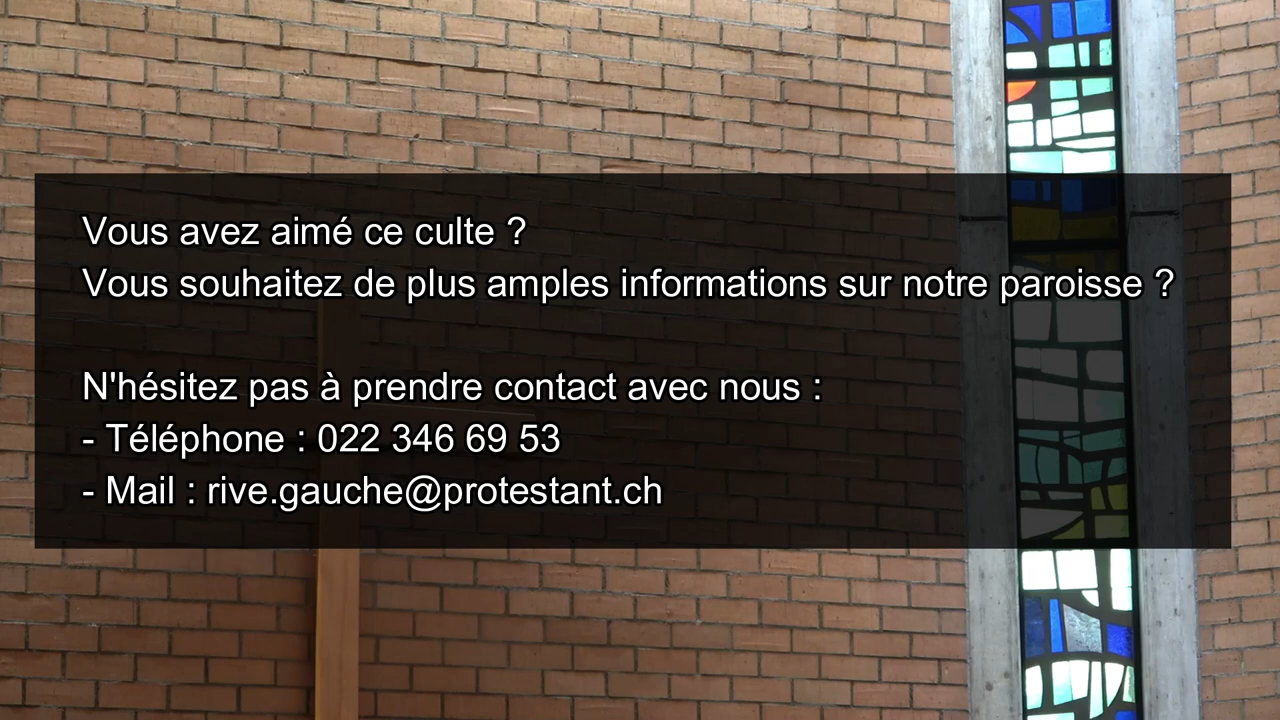 Vous avez aimé ce culte ?
Vous souhaitez de plus amples informations sur notre paroisse ?
N'hésitez pas à prendre contact avec nous :
- Téléphone : 022 346 69 53
- Mail : rive.gauche@protestant.ch